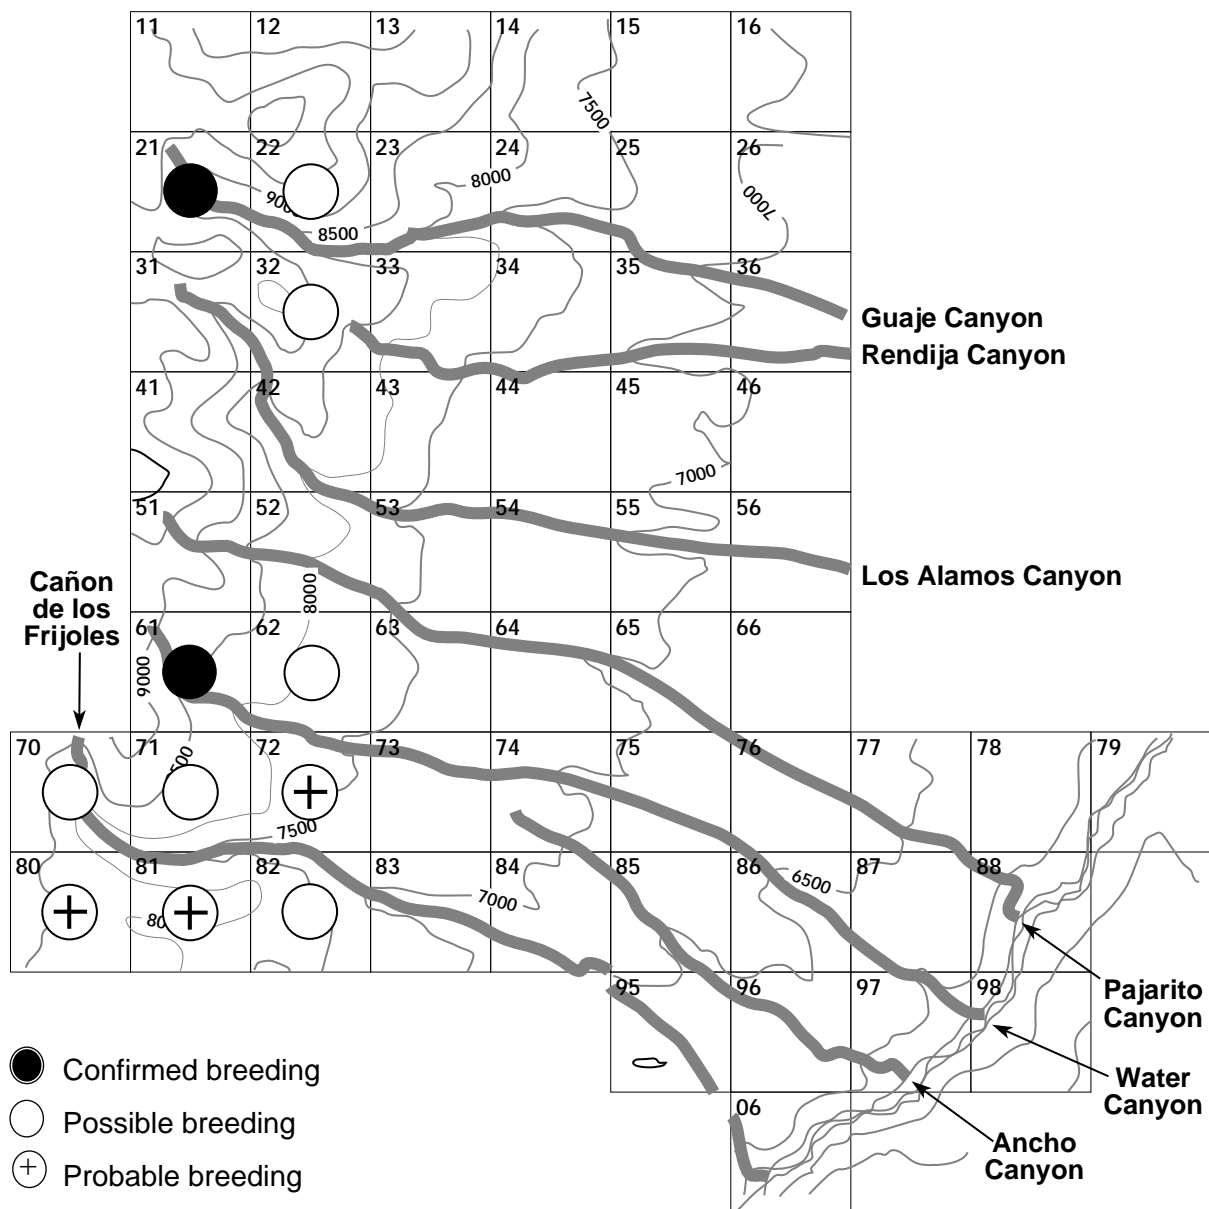 11 12 13 14 15 16
7500
21 22 23 24 25 26
8000
7000
900
8500
31 32 33 34 35 36
Guaje Canyon
Rendija Canyon
41 42 43 44 45 46
7000
51 52 53 54 55 56
Los Alamos Canyon
Cañon
de los
Frijoles
8000
61 62 63 64 65 66
9000
70 71 72 73 74 75 76 77 78 79
500
7500
80 81 82 83 84 85 86 87 88
6500
7000
80
95 96 97 98
Pajarito
Canyon
Water
Canyon
06
Ancho
Canyon
Confirmed breeding
Possible breeding
Probable breeding